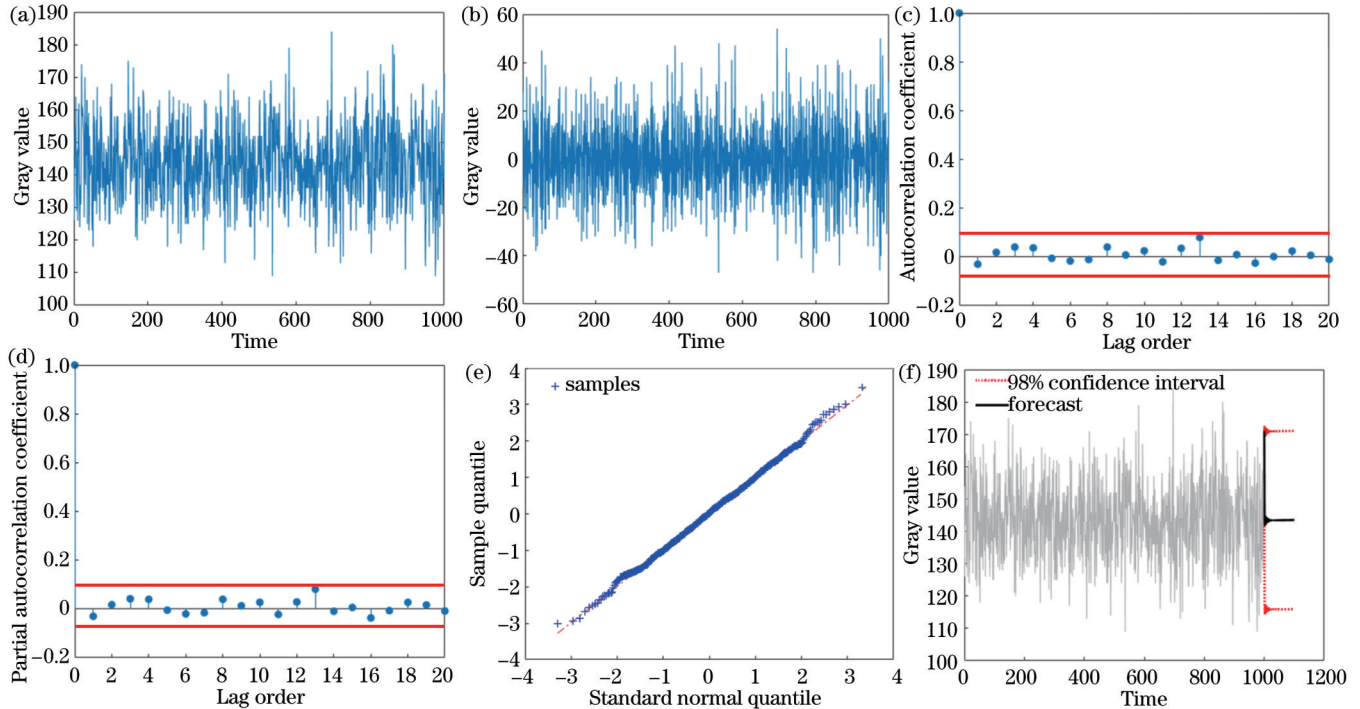 (a)
190
180
170
160
150
140
130
120
110
100
Gray value
0 200 400 600 800 1000
Time
(b)
60
40
20
0
−20
−40
−60
Gray value
0 200 400 600 800 1000
Time
(c)
1.0
0.8
0.6
0.4
0.2
0
−0.2
Autocorrelation coefficient
0 2 4 6 8 10 12 14 16 18 20
Lag order
(d)
1.0
0.8
0.6
0.4
0.2
0
−0.2
Partial autocorrelation coefficient
0 2 4 6 8 10 12 14 16 18 20
Lag order
(e)
samples
4
3
2
1
0
−1
−2
−3
−4
Sample quantile
−4 −3 −2 −1 0 1 2 3 4
Standard normal quantile
(f)
98% confidence interval
forecast
190
180
170
160
150
140
130
120
110
100
Gray value
0 200 400 600 800 1000 1200
Time